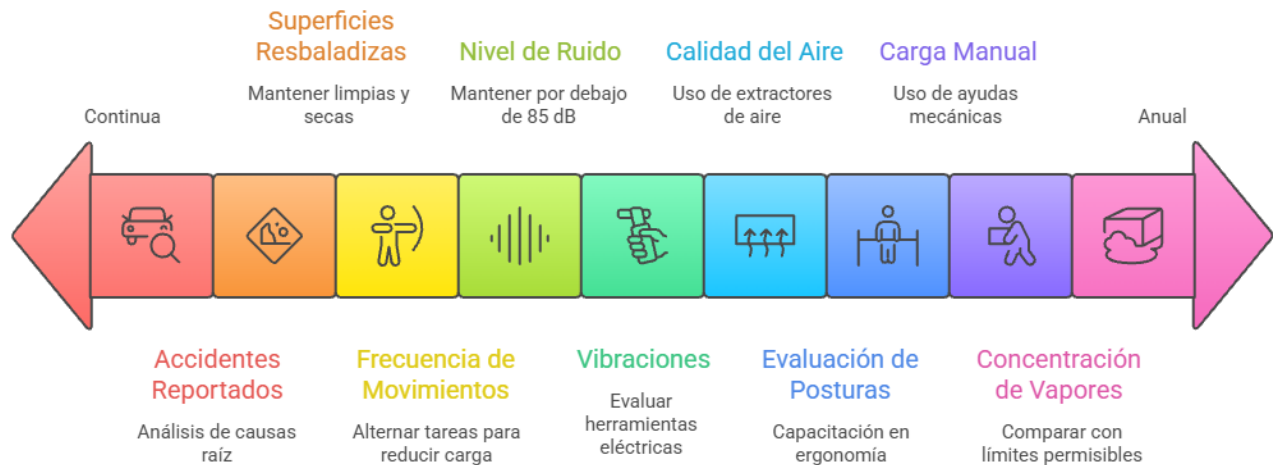 Superficies
Resbaladizas
Mantener limpias y
secas
Nivel de Ruido
Mantener por debajo
de 85 dB
Calidad del Aire
Uso de extractores
de aire
Carga Manual
Uso de ayudas
mecánicas
Continua
Anual
Accidentes
Reportados
Análisis de causas
raíz
Frecuencia de
Movimientos
Alternar tareas para
reducir carga
Vibraciones
Evaluar
herramientas
eléctricas
Evaluación de
Posturas
Capacitación en
ergonomía
Concentración
de Vapores
Comparar con
límites permisibles